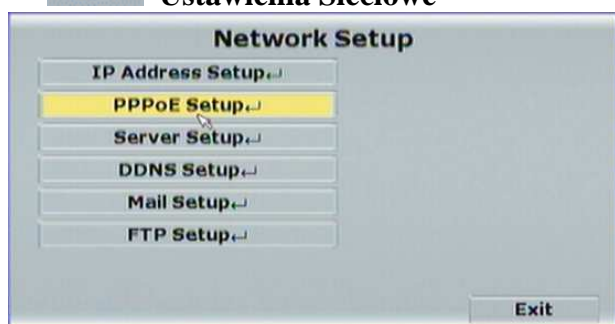 Ustawienia Sieciowe
Network Setup
IP Address Setup↵
PPPoE Setup↵
Server Setup↵
DDNS Setup↵
Mail Setup↵
FTP Setup↵
Exit